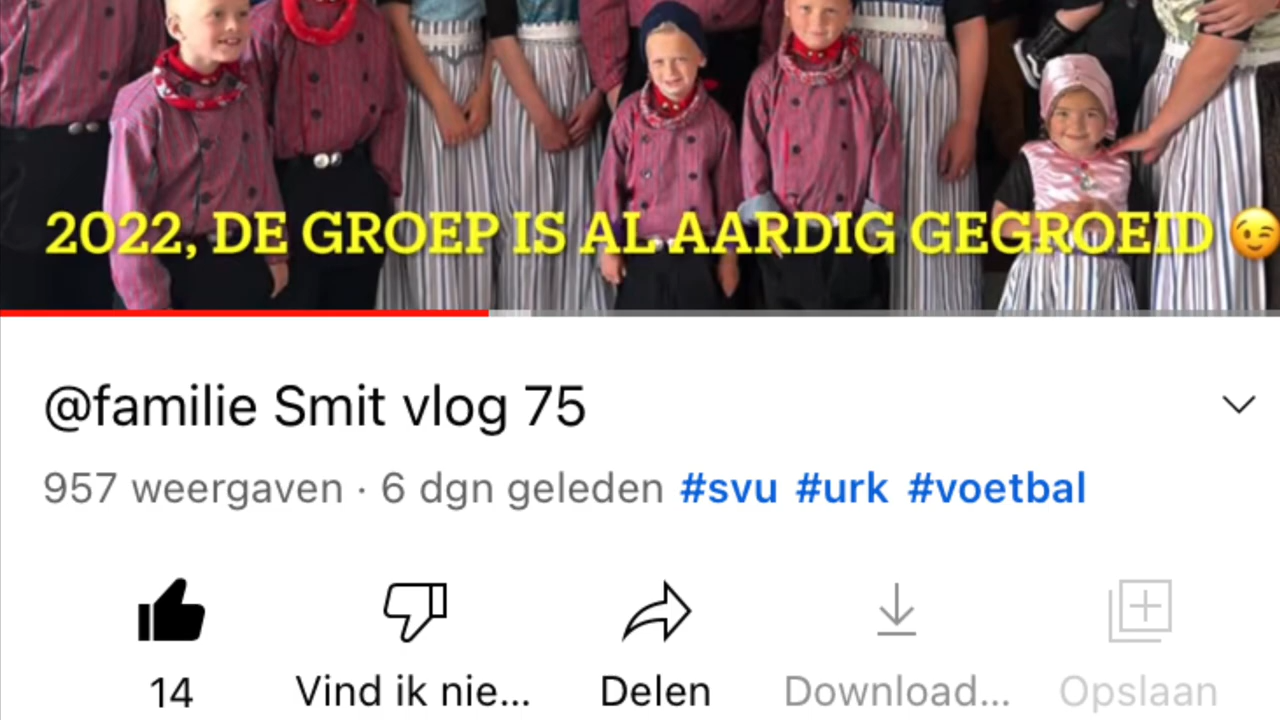 2022, DE GROEP IS AL AARDIG GEGROEID 😉
@familie Smit vlog 75
957 weergaven · 6 dgn geleden #svu #urk #voetbal
14 Vind ik nie... Delen Download... Opslaan